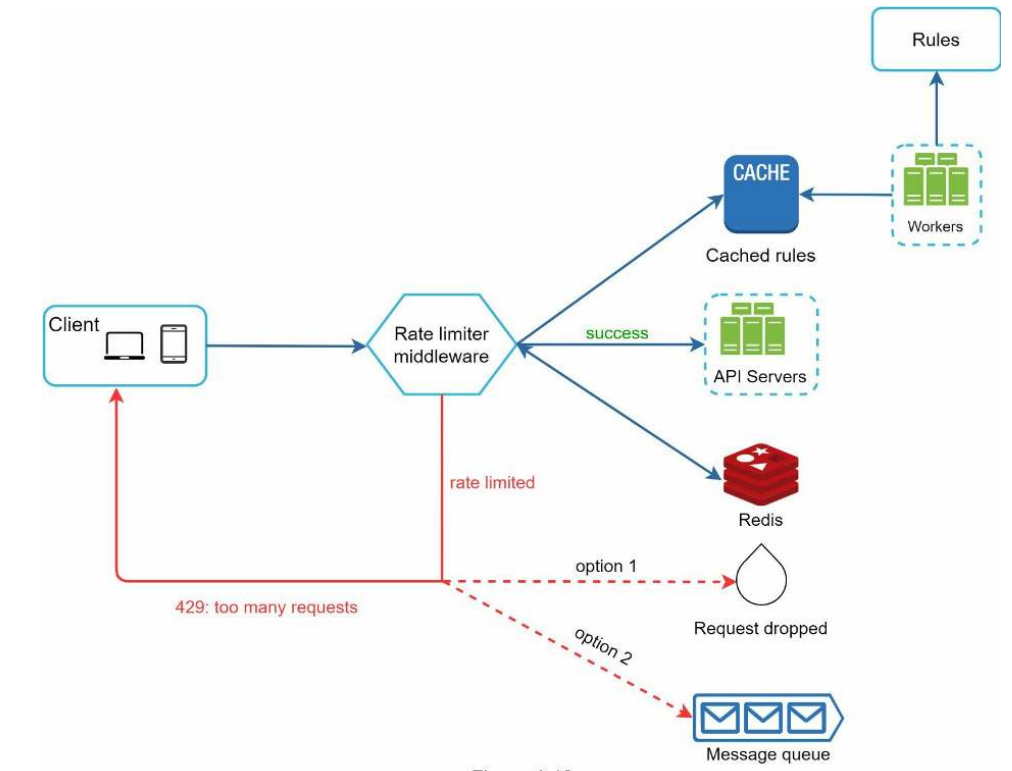 Rules
CACHE
Workers
Cached rules
Client
Rate limiter
middleware
success
API Servers
rate limited
Redis
option 1
429: too many requests
Request dropped
option 2
Message queue